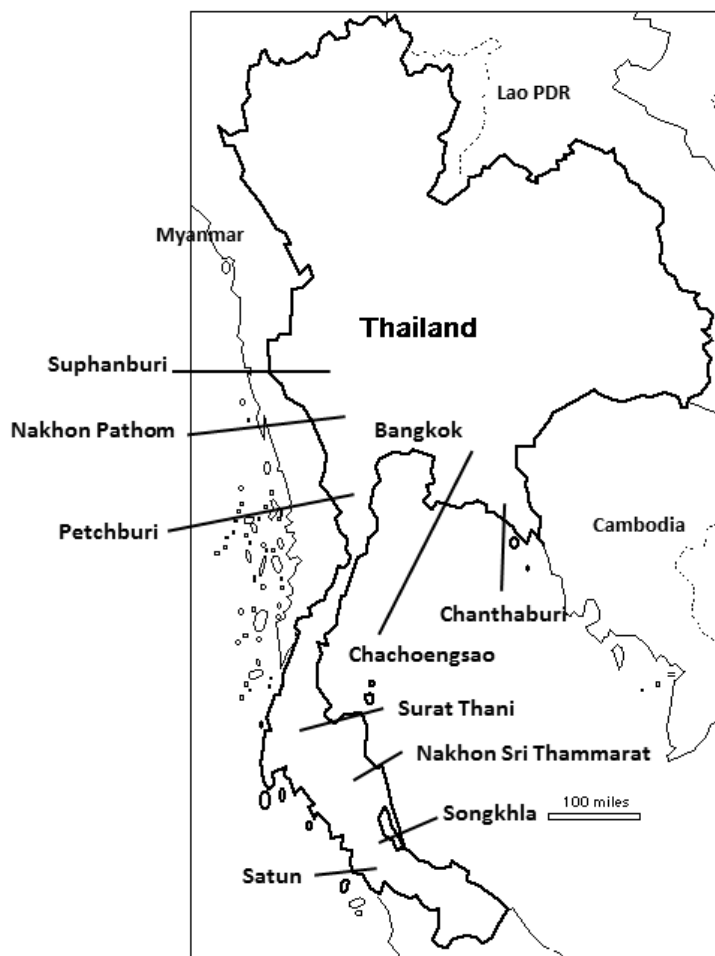 Lao PDR
Myanmar
Thailand
Suphanburi
Nakhon Pathom
Bangkok
Petchburi
Cambodia
Chanthaburi
Chachoengsao
Surat Thani
Nakhon Sri Thammarat
100 miles
Songkhla
Satun